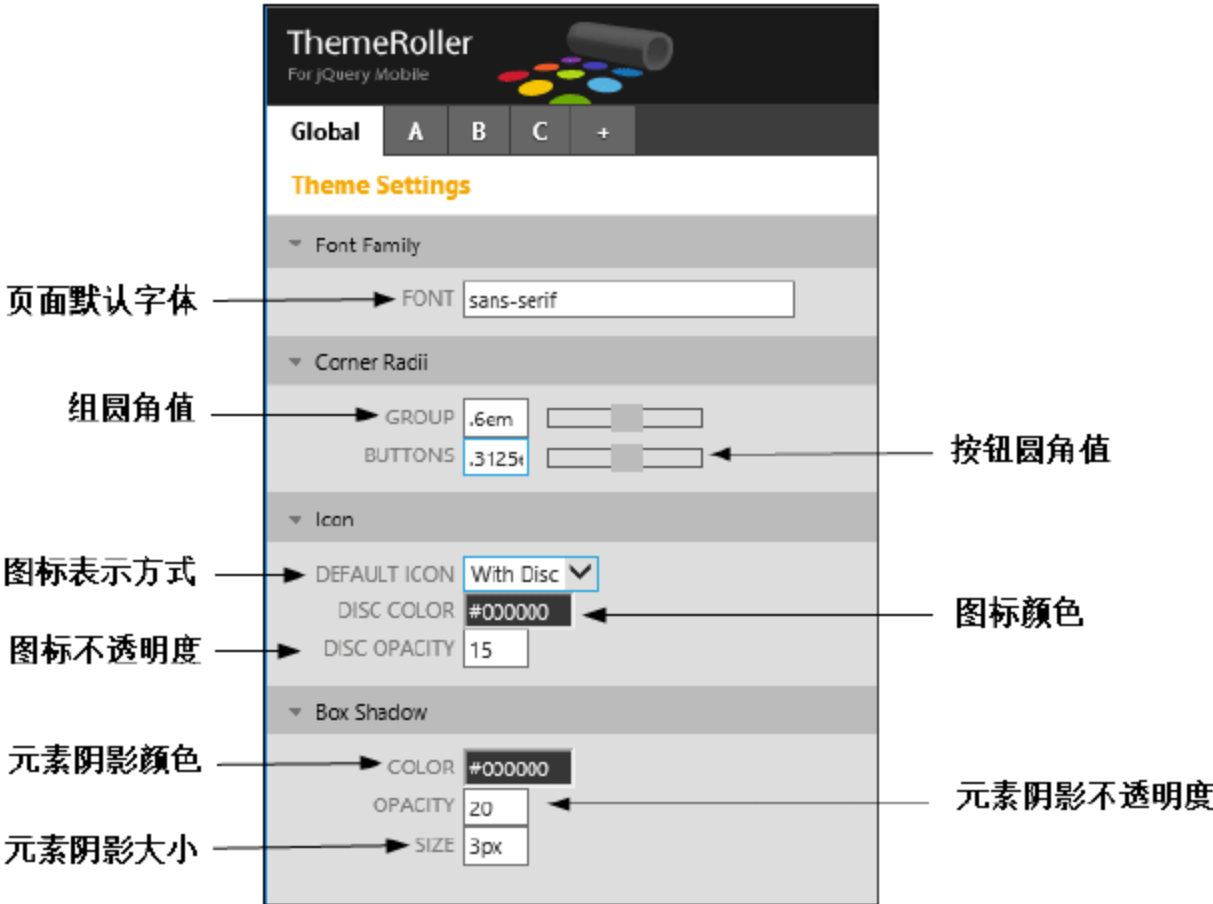 ThemeRoller
For jQuery Mobile
Global A B C +
Theme Settings
Font Family
页面默认字体 FONT sans-serif
Corner Radii
组圆角值 GROUP .6em
BUTTONS .3125e 按钮圆角值
Icon
图标表示方式 DEFAULT ICON With Disc
DISC COLOR #000000 图标颜色
图标不透明度 DISC OPACITY 15
Box Shadow
元素阴影颜色 COLOR #000000
OPACITY 20 元素阴影不透明度
元素阴影大小 SIZE 3px